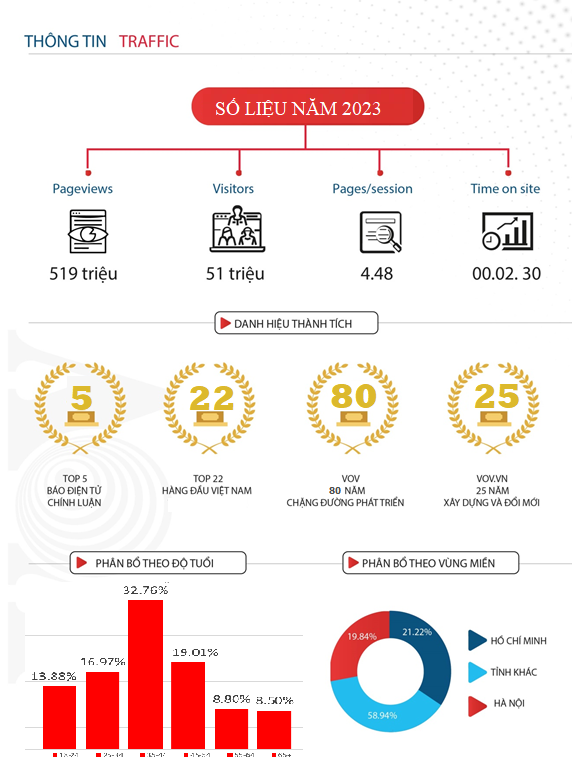 THÔNG TIN TRAFFIC
SỐ LIỆU NĂM 2023
Pageviews
Visitors
Pages/session
Time on site
519 triệu
51 triệu
4.48
00.02. 30
DANH HIỆU THÀNH TÍCH
5
22
80
25
TOP 5
BÁO ĐIỆN TỬ
CHÍNH LUẬN
TOP 22
HÀNG ĐẦU VIỆT NAM
VOV
80 NĂM
CHẶNG ĐƯỜNG PHÁT TRIỂN
VOV.VN
25 NĂM
XÂY DỰNG VÀ ĐỔI MỚI
PHÂN BỔ THEO ĐỘ TUỔI
13.88%
16.97%
32.76%
19.01%
8.80%
8.50%
PHÂN BỔ THEO VÙNG MIỀN
19.84%
21.22%
58.94%
HỒ CHÍ MINH
TỈNH KHÁC
HÀ NỘI